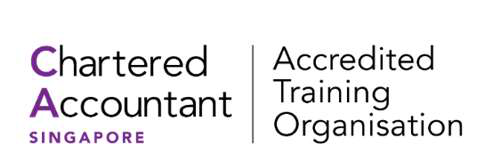 Chartered
Accountant
SINGAPORE
Accredited
Training
Organisation